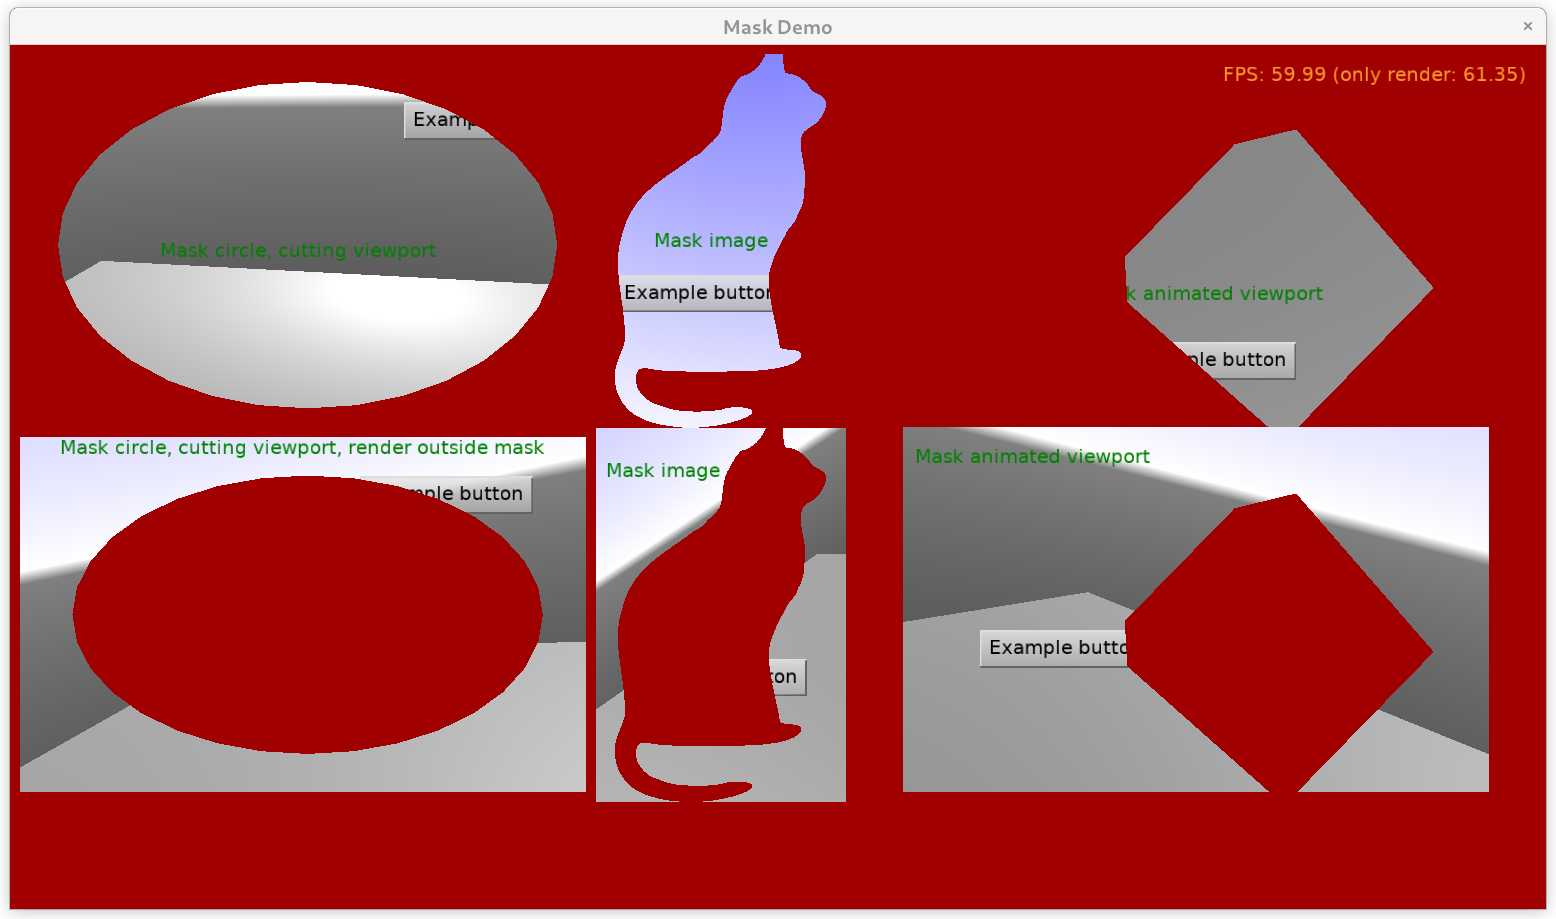 Mask Demo
×
FPS: 59.99 (only render: 61.35)
Examp
Mask circle, cutting viewport
Mask image
Example button
k animated viewport
ple button
Mask circle, cutting viewport, render outside mask
mple button
Mask image
ton
Mask animated viewport
Example butto